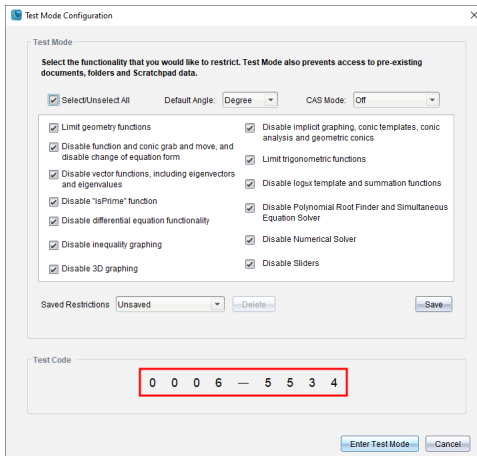 Test Mode Configuration
Test Mode
Select the functionality that you would like to restrict. Test Mode also prevents access to pre-existing
documents, folders and Scratchpad data.
Select/Unselect All
Default Angle: Degree
CAS Mode: Off
Limit geometry functions
Disable function and conic grab and move, and
disable change of equation form
Disable vector functions, including eigenvectors
and eigenvalues
Disable "isPrime" function
Disable differential equation functionality
Disable inequality graphing
Disable 3D graphing
Disable implicit graphing, conic templates, conic
analysis and geometric conics
Limit trigonometric functions
Disable logbx template and summation functions
Disable Polynomial Root Finder and Simultaneous
Equation Solver
Disable Numerical Solver
Disable Sliders
Saved Restrictions Unsaved
Delete
Save
Test Code
0 0 0 6 — 5 5 3 4
Enter Test Mode
Cancel